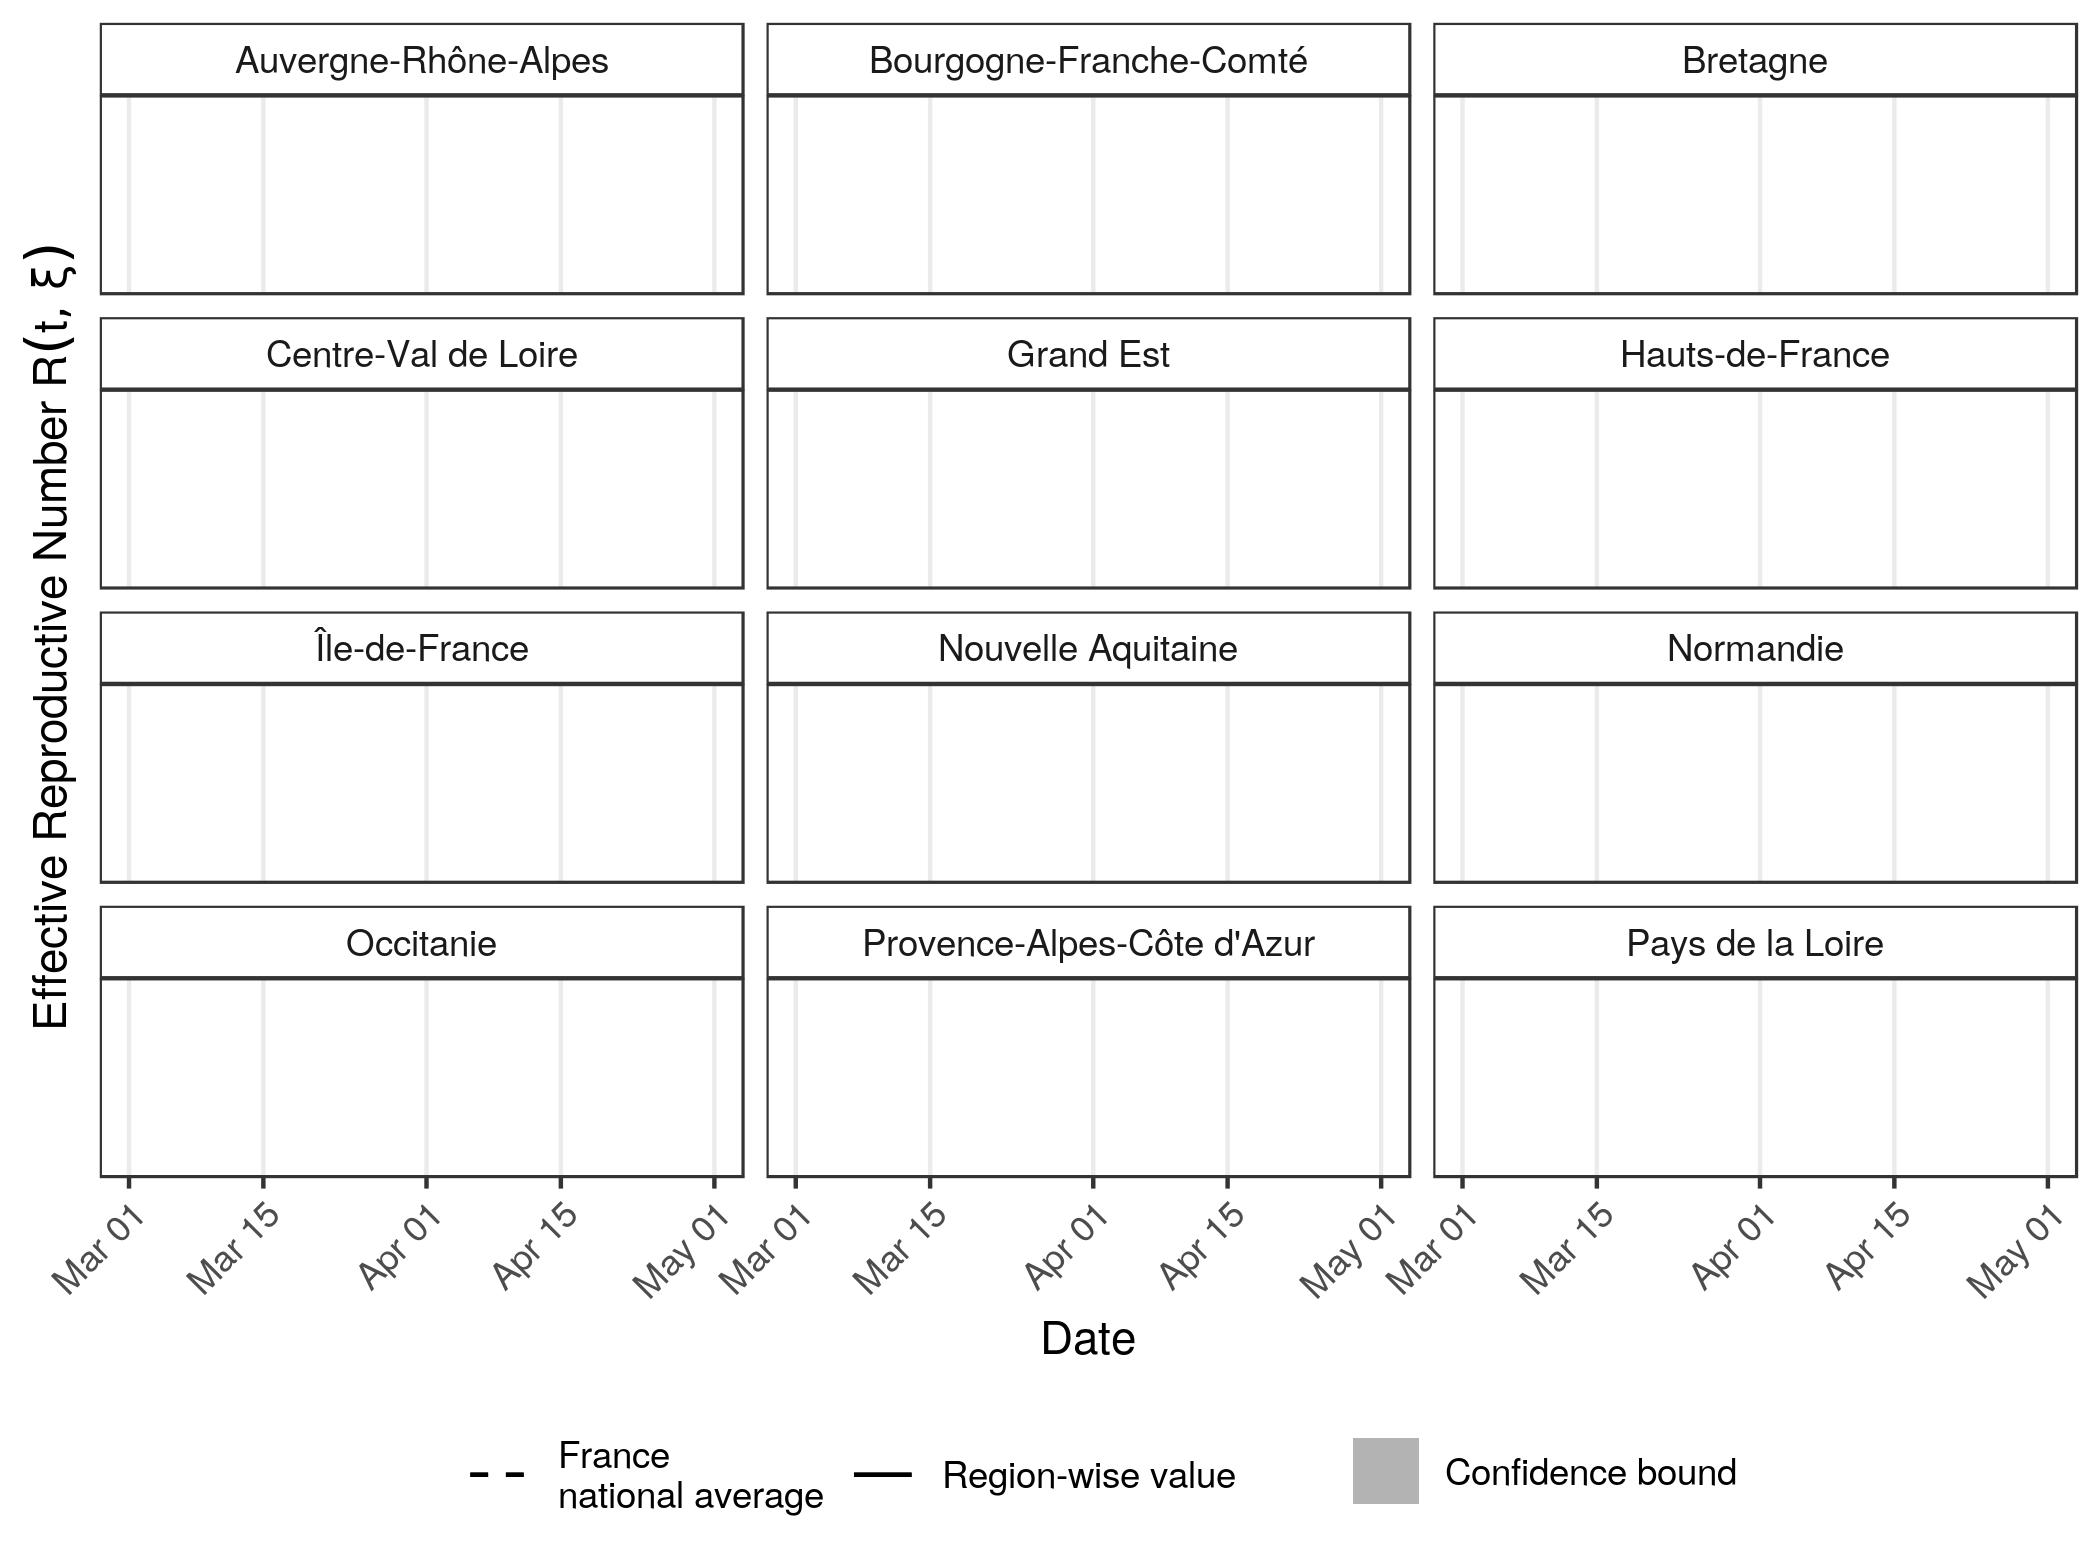 Auvergne-Rhône-Alpes
Bourgogne-Franche-Comté
Bretagne
Centre-Val de Loire
Grand Est
Hauts-de-France
Île-de-France
Nouvelle Aquitaine
Normandie
Occitanie
Provence-Alpes-Côte d'Azur
Pays de la Loire
Effective Reproductive Number R(t, ξ)
Mar 01
Mar 15
Apr 01
Apr 15
May 01
Mar 01
Mar 15
Apr 01
Apr 15
May 01
Mar 01
Mar 15
Apr 01
Apr 15
May 01
Date
France
national average
Region-wise value
Confidence bound